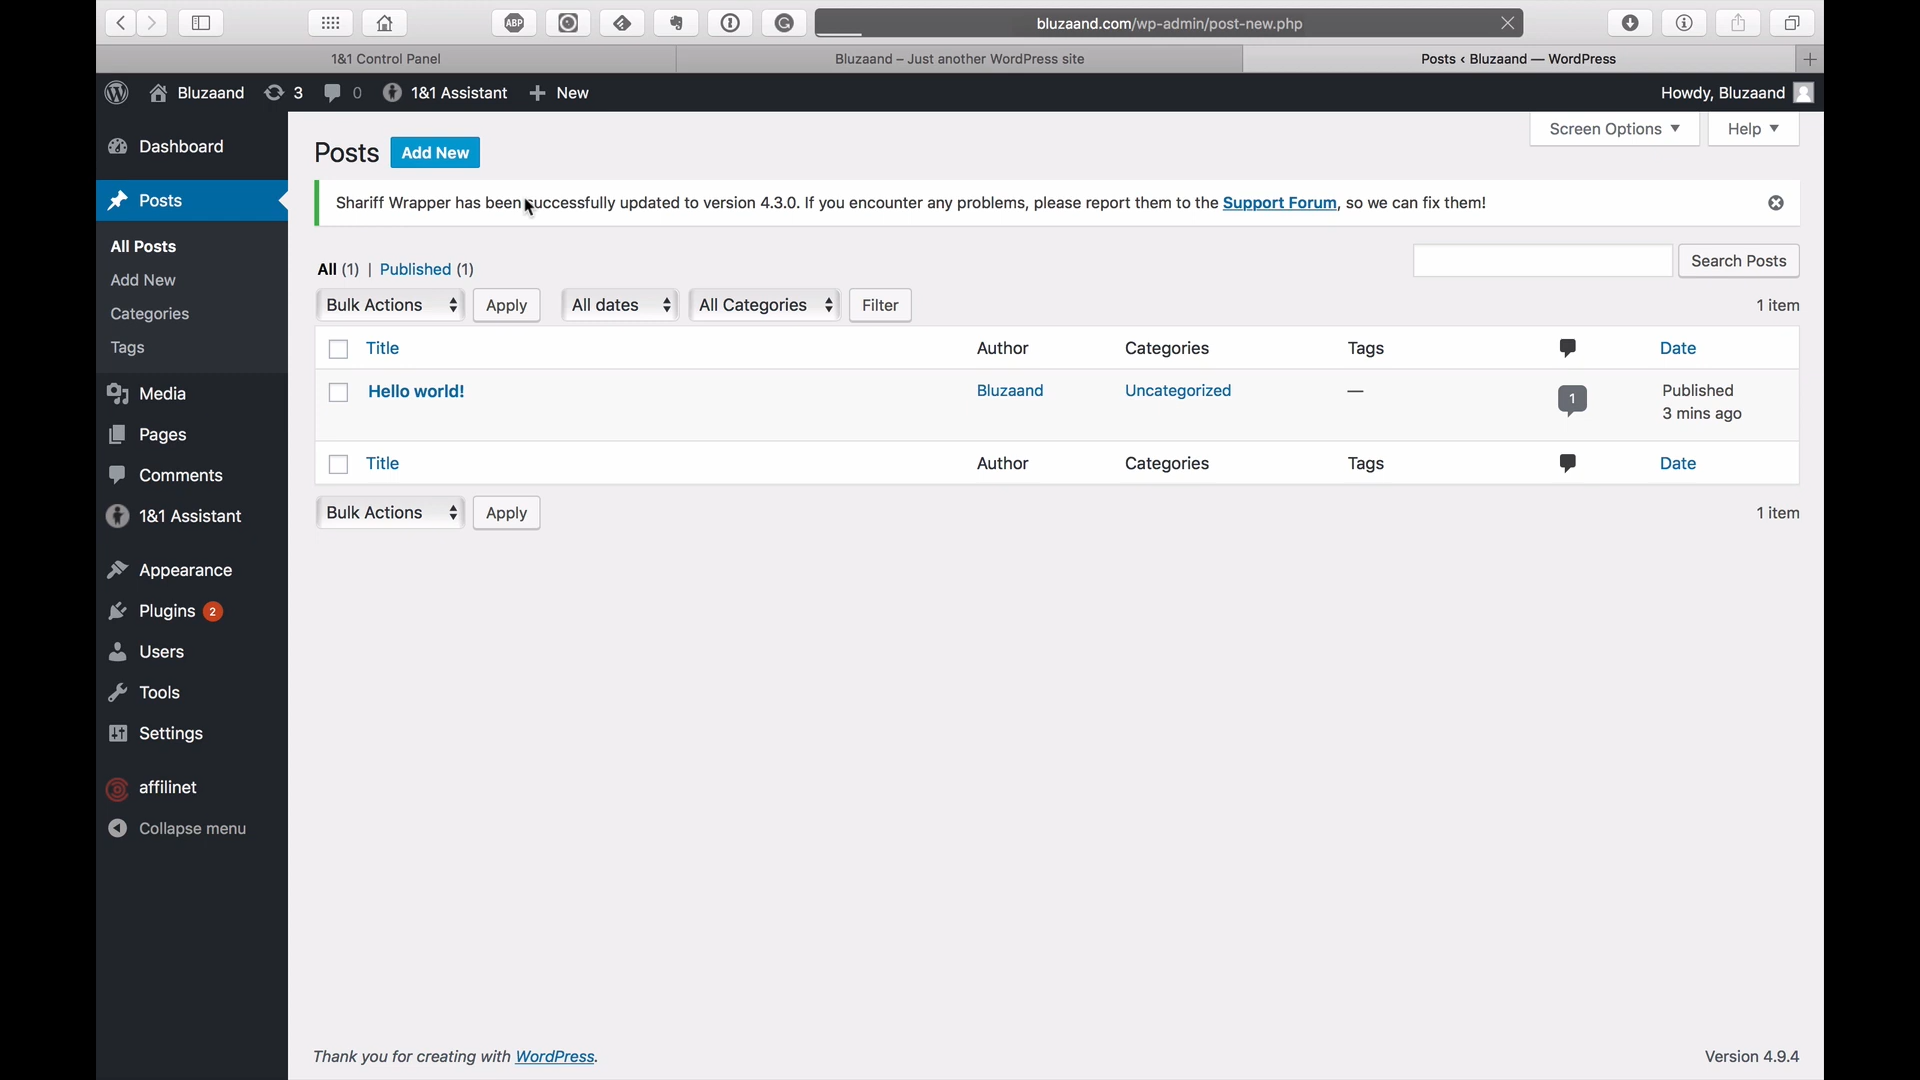 ABP
bluzaand.com/wp-admin/post-new.php
1&1 Control Panel
Bluzaand – Just another WordPress site
Posts ‹ Bluzaand — WordPress
Bluzaand 3 0 1&1 Assistant New
Howdy, Bluzaand
Screen Options
Help
Dashboard
Posts
All Posts
Add New
Categories
Tags
Media
Pages
Comments
1&1 Assistant
Appearance
Plugins 2
Users
Tools
Settings
affilinet
Collapse menu
Posts Add New
Shariff Wrapper has been successfully updated to version 4.3.0. If you encounter any problems, please report them to the Support Forum, so we can fix them!
Search Posts
All (1) | Published (1)
Bulk Actions Apply All dates All Categories Filter 1 item
Title Author Categories Tags Date
Hello world! Bluzaand Uncategorized — 1 Published
3 mins ago
Title Author Categories Tags Date
Bulk Actions Apply 1 item
Thank you for creating with WordPress. Version 4.9.4